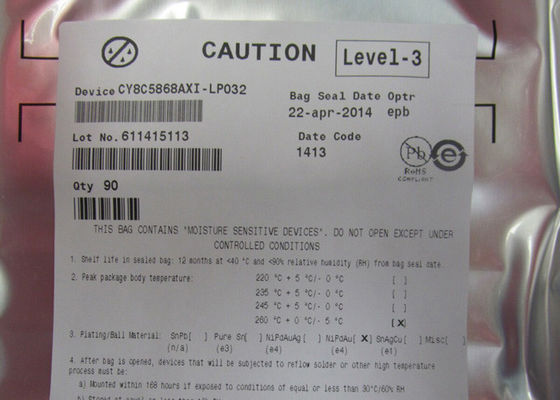 CAUTION Level-3
Device CY8C5868AXI-LP032
Bag Seal Date Optr
22-apr-2014 epb
Lot No. 611415113
Date Code
1413
Pb e
RoHS
COMPLIANT
Qty 90
THIS BAG CONTAINS "MOISTURE SENSITIVE DEVICES". DO NOT OPEN EXCEPT UNDER
CONTROLLED CONDITIONS
1. Shelf life in sealed bag: 12 months at <40 °C and <90% relative humidity (RH) from bag seal date.
2. Peak package body temperature: 220 °C + 5 °C/- 0 °C [ ]
235 °C + 5 °C/- 0 °C [ ]
245 °C + 5 °C/- 0 °C [ ]
260 °C + 0 °C/- 5 °C [X]
3. Plating/Ball Material: SnPb[ ] Pure Sn[ ] NiPdAuAg[ ] NiPdAu[X] SnAgCu[ ] Misc[ ]
(n/a) (e3) (e4) (e4) (e1)
4. After bag is opened, devices that will be subjected to reflow solder or other high temperature
process must be:
a) Mounted within 168 hours if exposed to conditions of equal or less than 30°C/60% RH
b) Stored at equal or less than